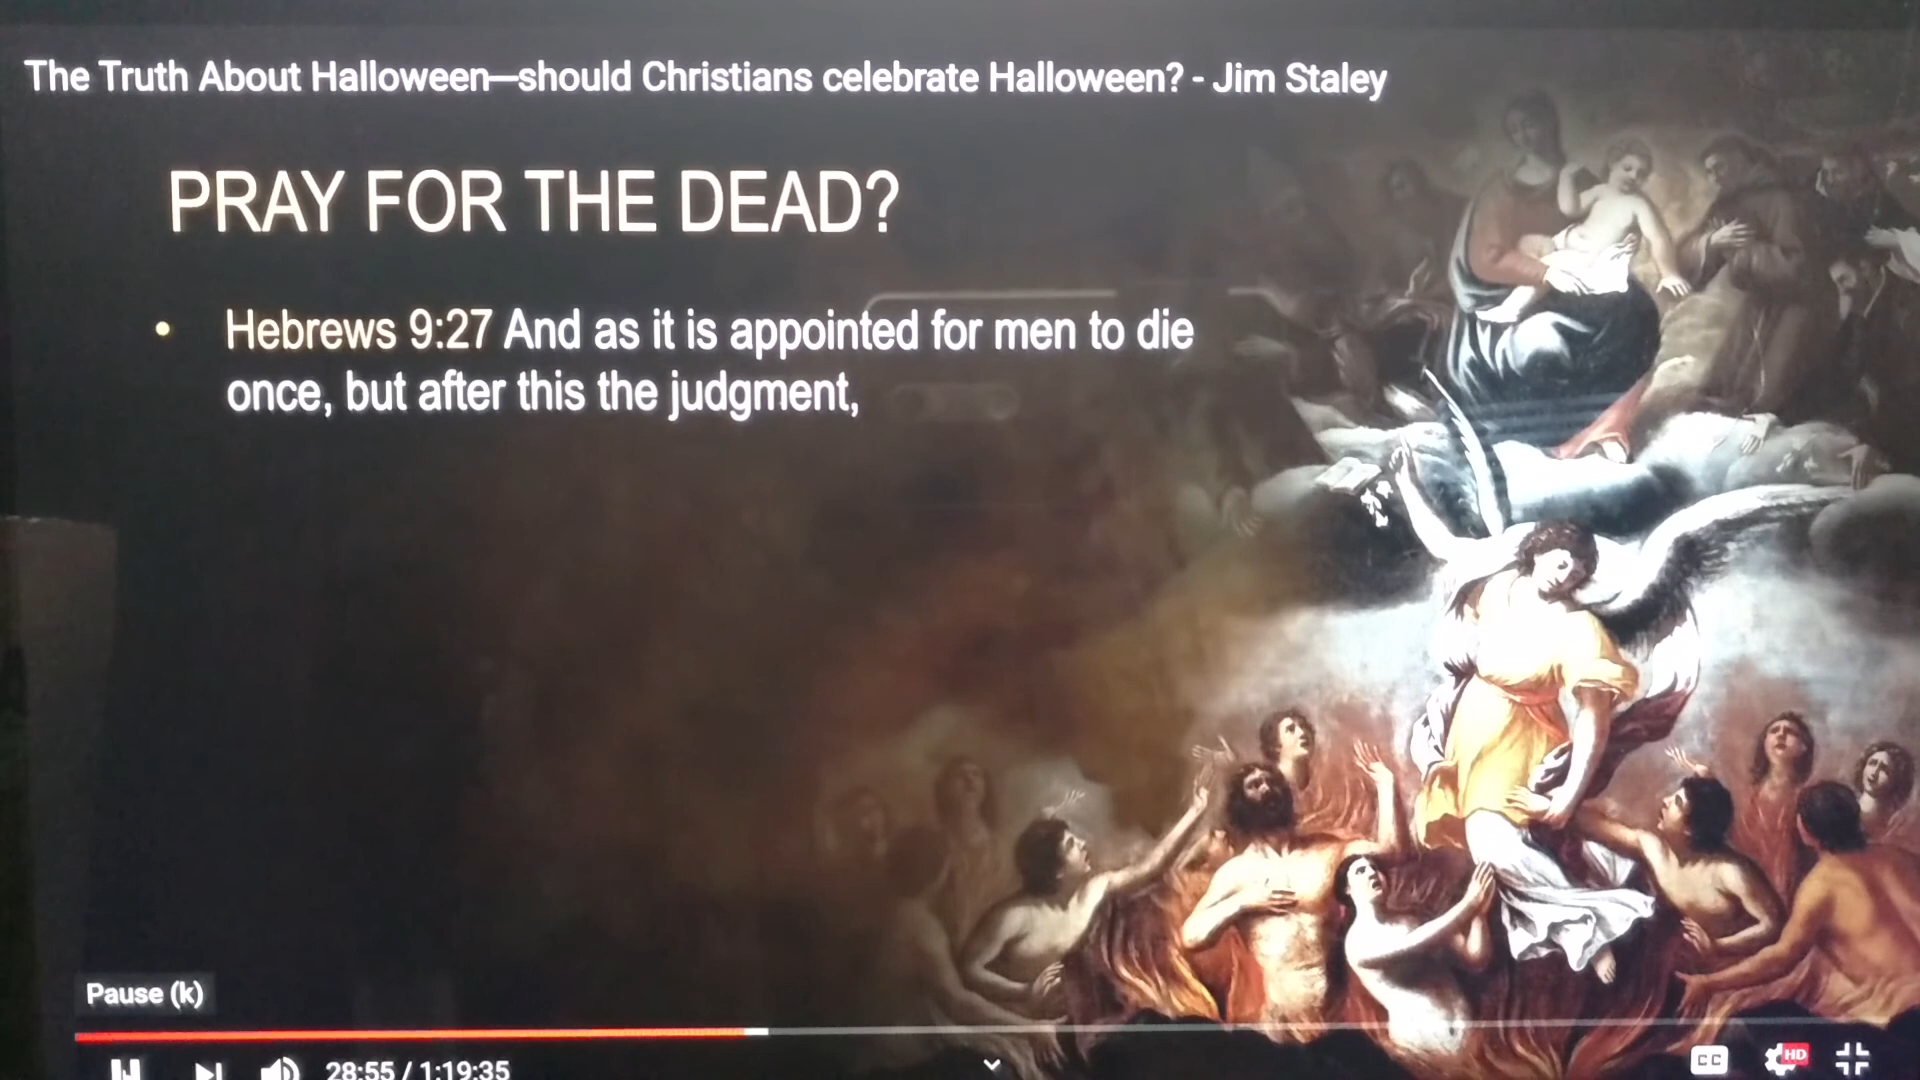 The Truth About Halloween—should Christians celebrate Halloween? - Jim Staley
PRAY FOR THE DEAD?
• Hebrews 9:27 And as it is appointed for men to die
once, but after this the judgment,
Pause (k)
28:55 / 1:19:35
CC
HD